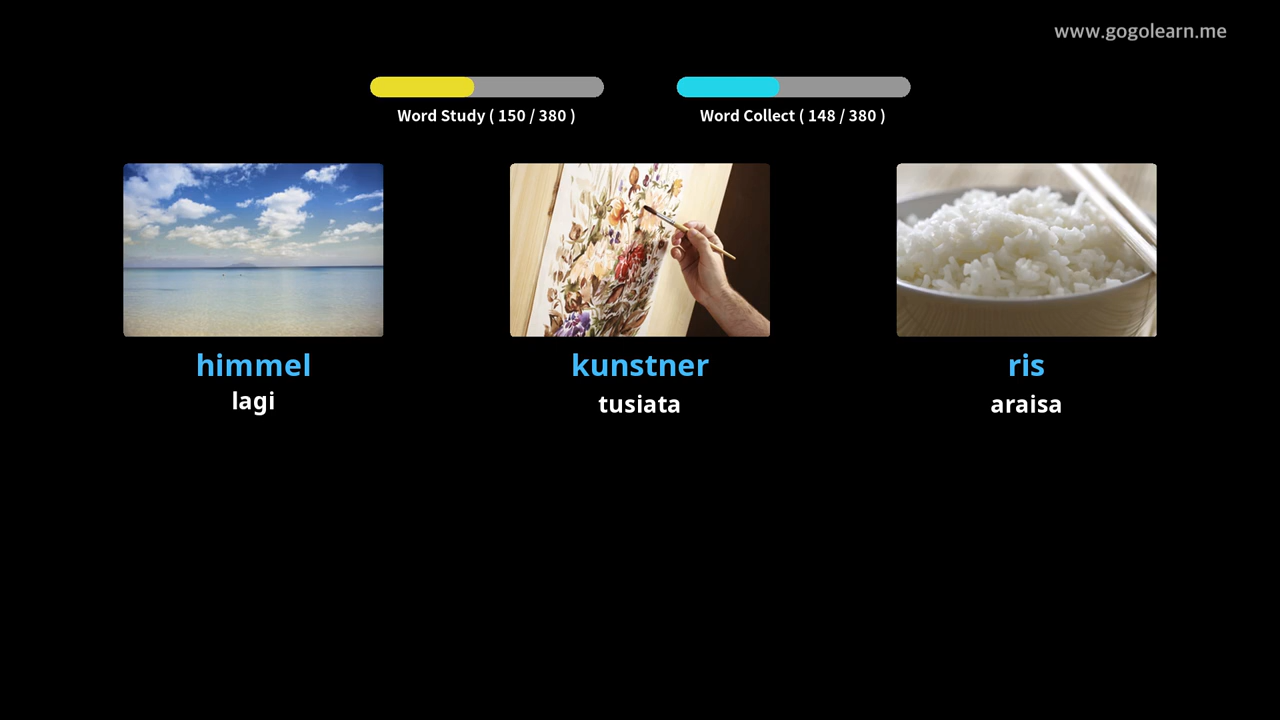 www.gogolearn.me
Word Study ( 150 / 380 )
Word Collect ( 148 / 380 )
himmel
lagi
kunstner
tusiata
ris
araisa